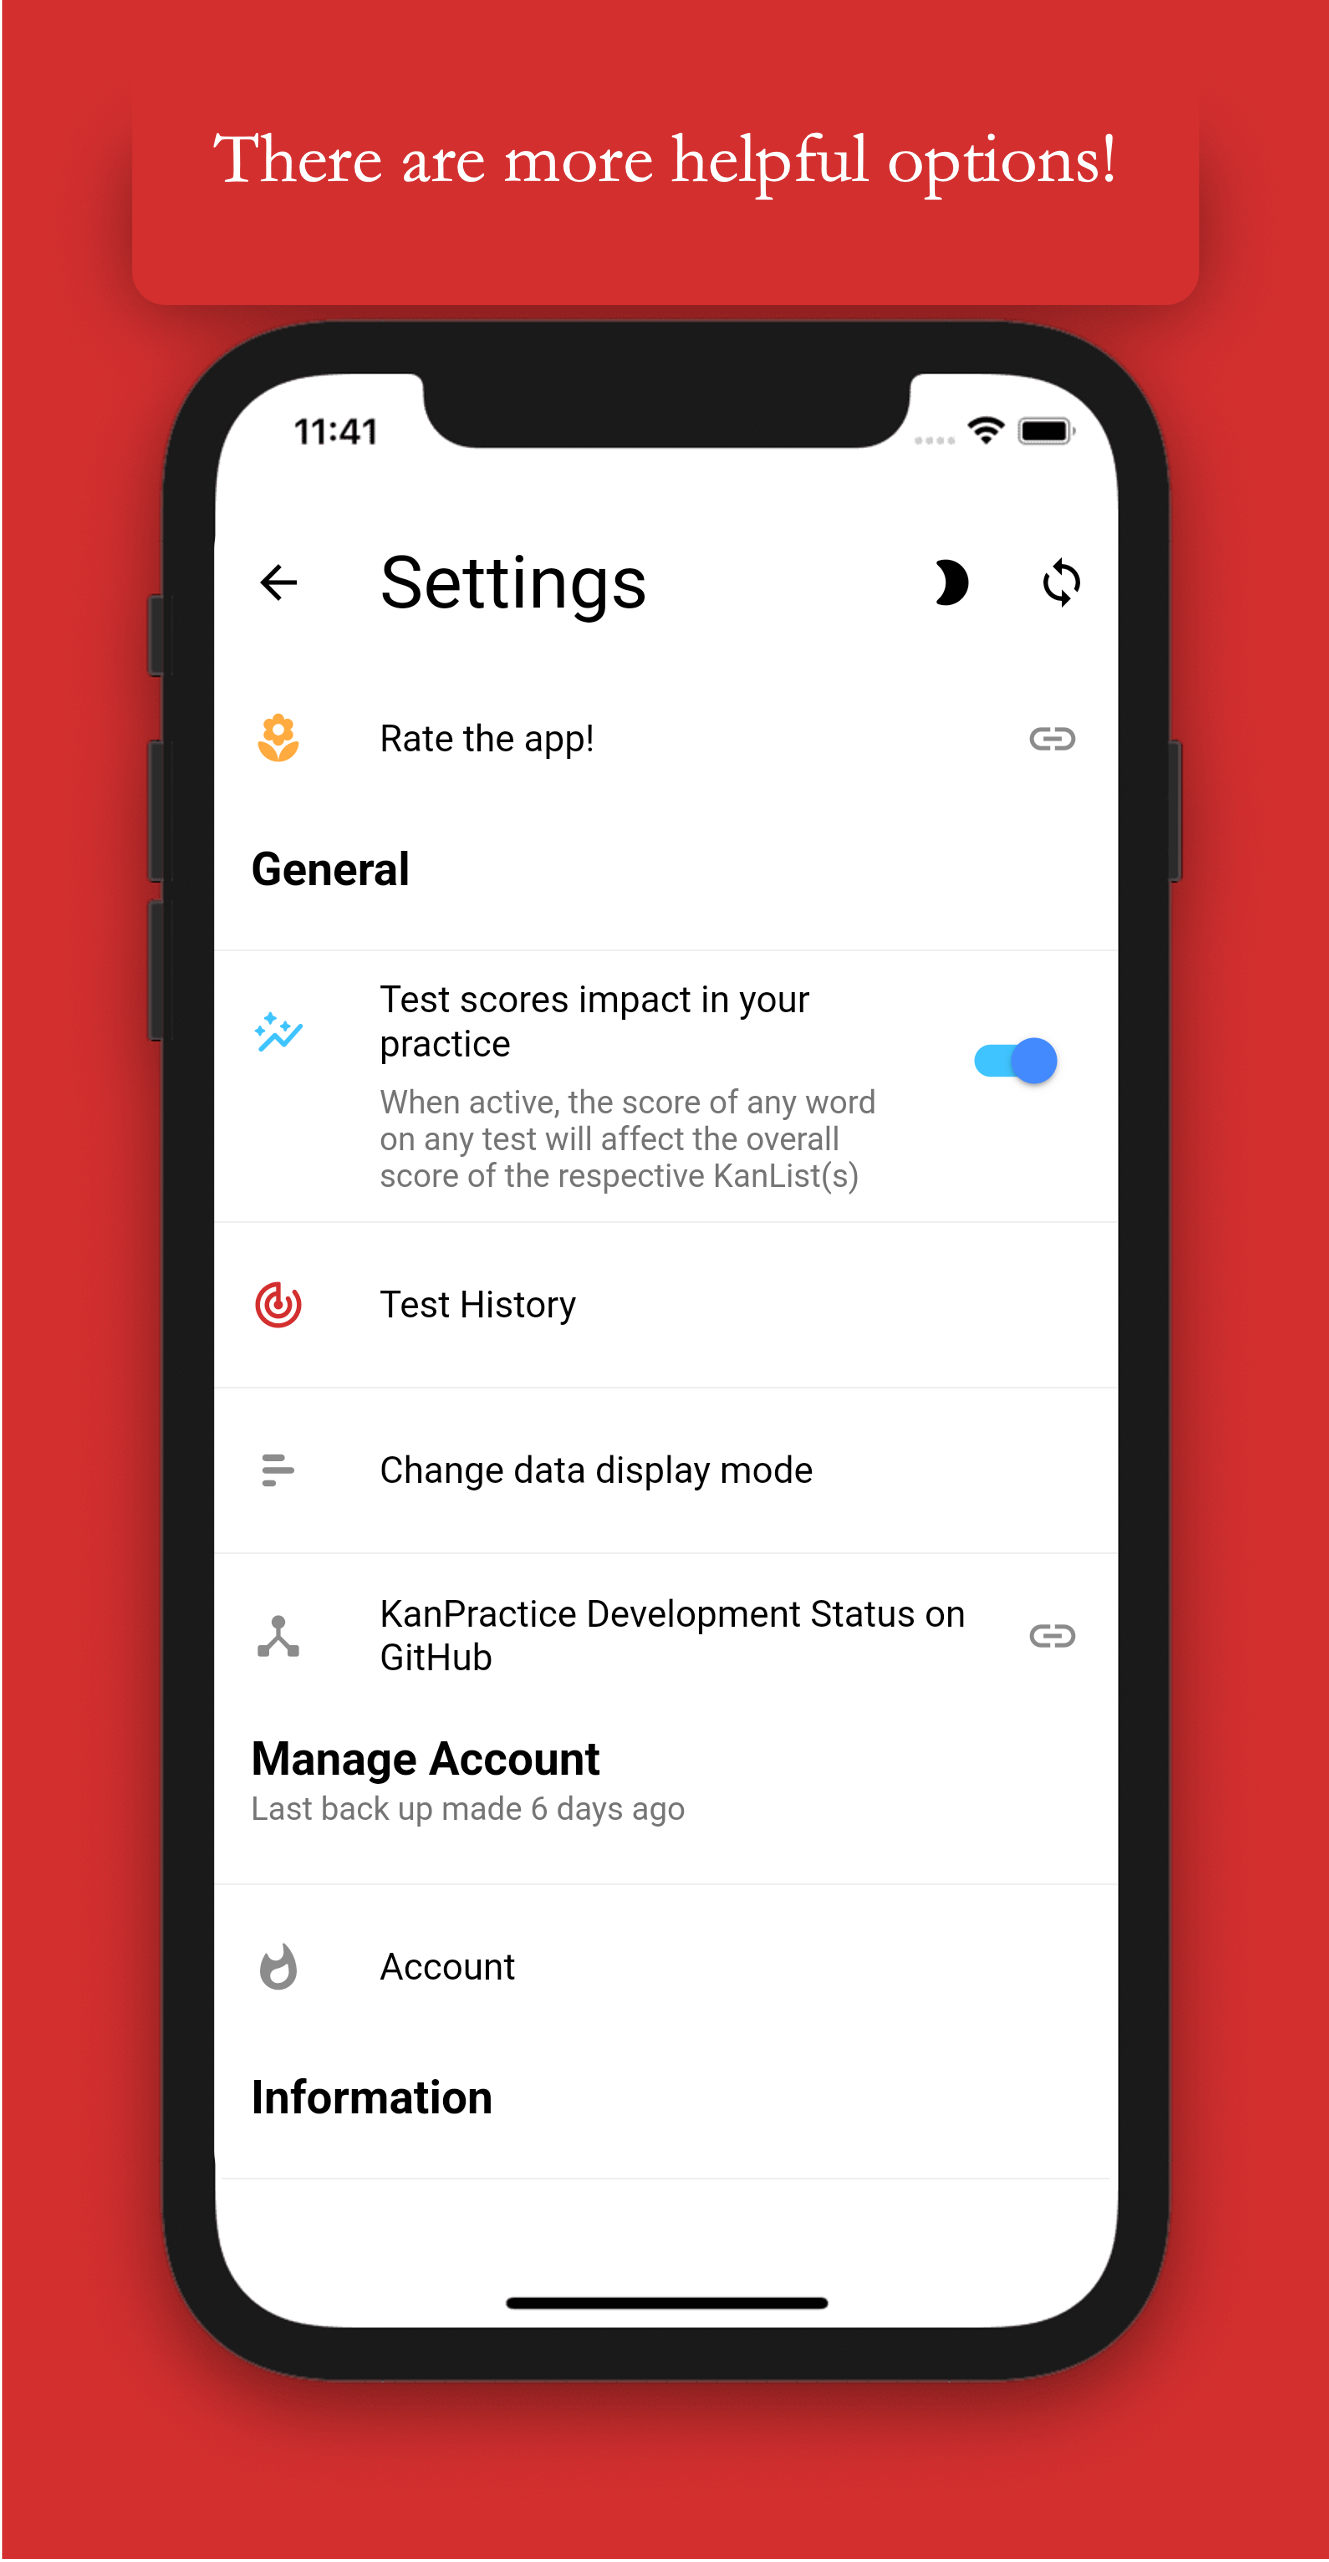 There are more helpful options!
11:41
Settings
Rate the app!
General
Test scores impact in your
practice
When active, the score of any word
on any test will affect the overall
score of the respective KanList(s)
Test History
Change data display mode
KanPractice Development Status on
GitHub
Manage Account
Last back up made 6 days ago
Account
Information